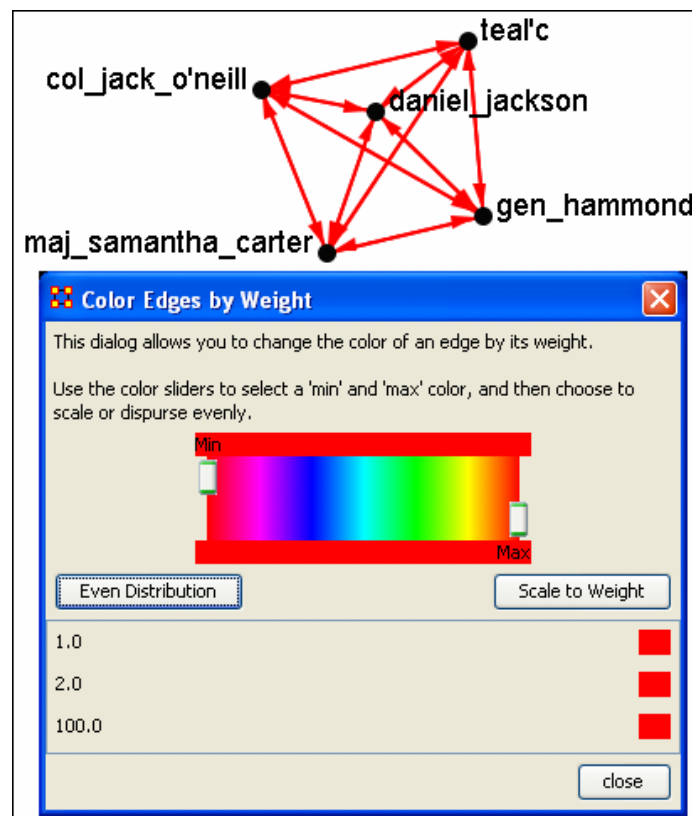 teal'c
col_jack_o'neill
daniel_jackson
gen_hammond
maj_samantha_carter
Color Edges by Weight
This dialog allows you to change the color of an edge by its weight.
Use the color sliders to select a 'min' and 'max' color, and then choose to
scale or dispurse evenly.
Min
Max
Even Distribution
Scale to Weight
1.0
2.0
100.0
close